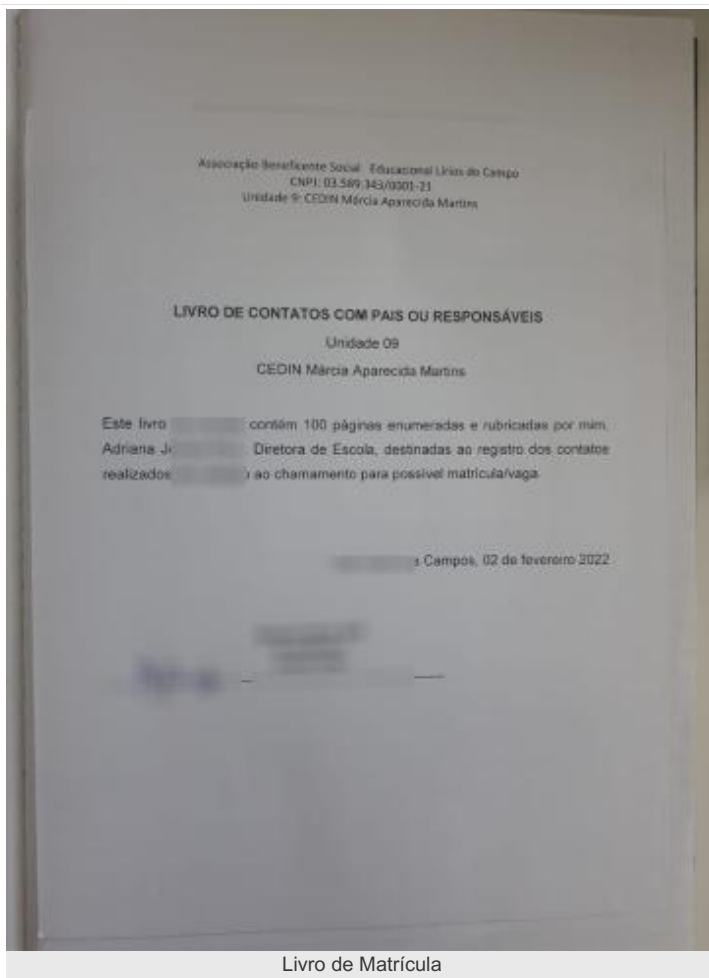 Associação Beneficente Social Educacional Lírios do Campo
CNPJ: 03.589.343/0001-21
Unidade 9: CEDIN Márcia Aparecida Martins
LIVRO DE CONTATOS COM PAIS OU RESPONSÁVEIS
Unidade 09
CEDIN Márcia Aparecida Martins
Este livro contém 100 páginas enumeradas e rubricadas por mim,
Adriana Diretora de Escola, destinadas ao registro dos contatos
realizados ao chamamento para possível matrícula/vaga.
Campos, 02 de fevereiro 2022
Livro de Matrícula